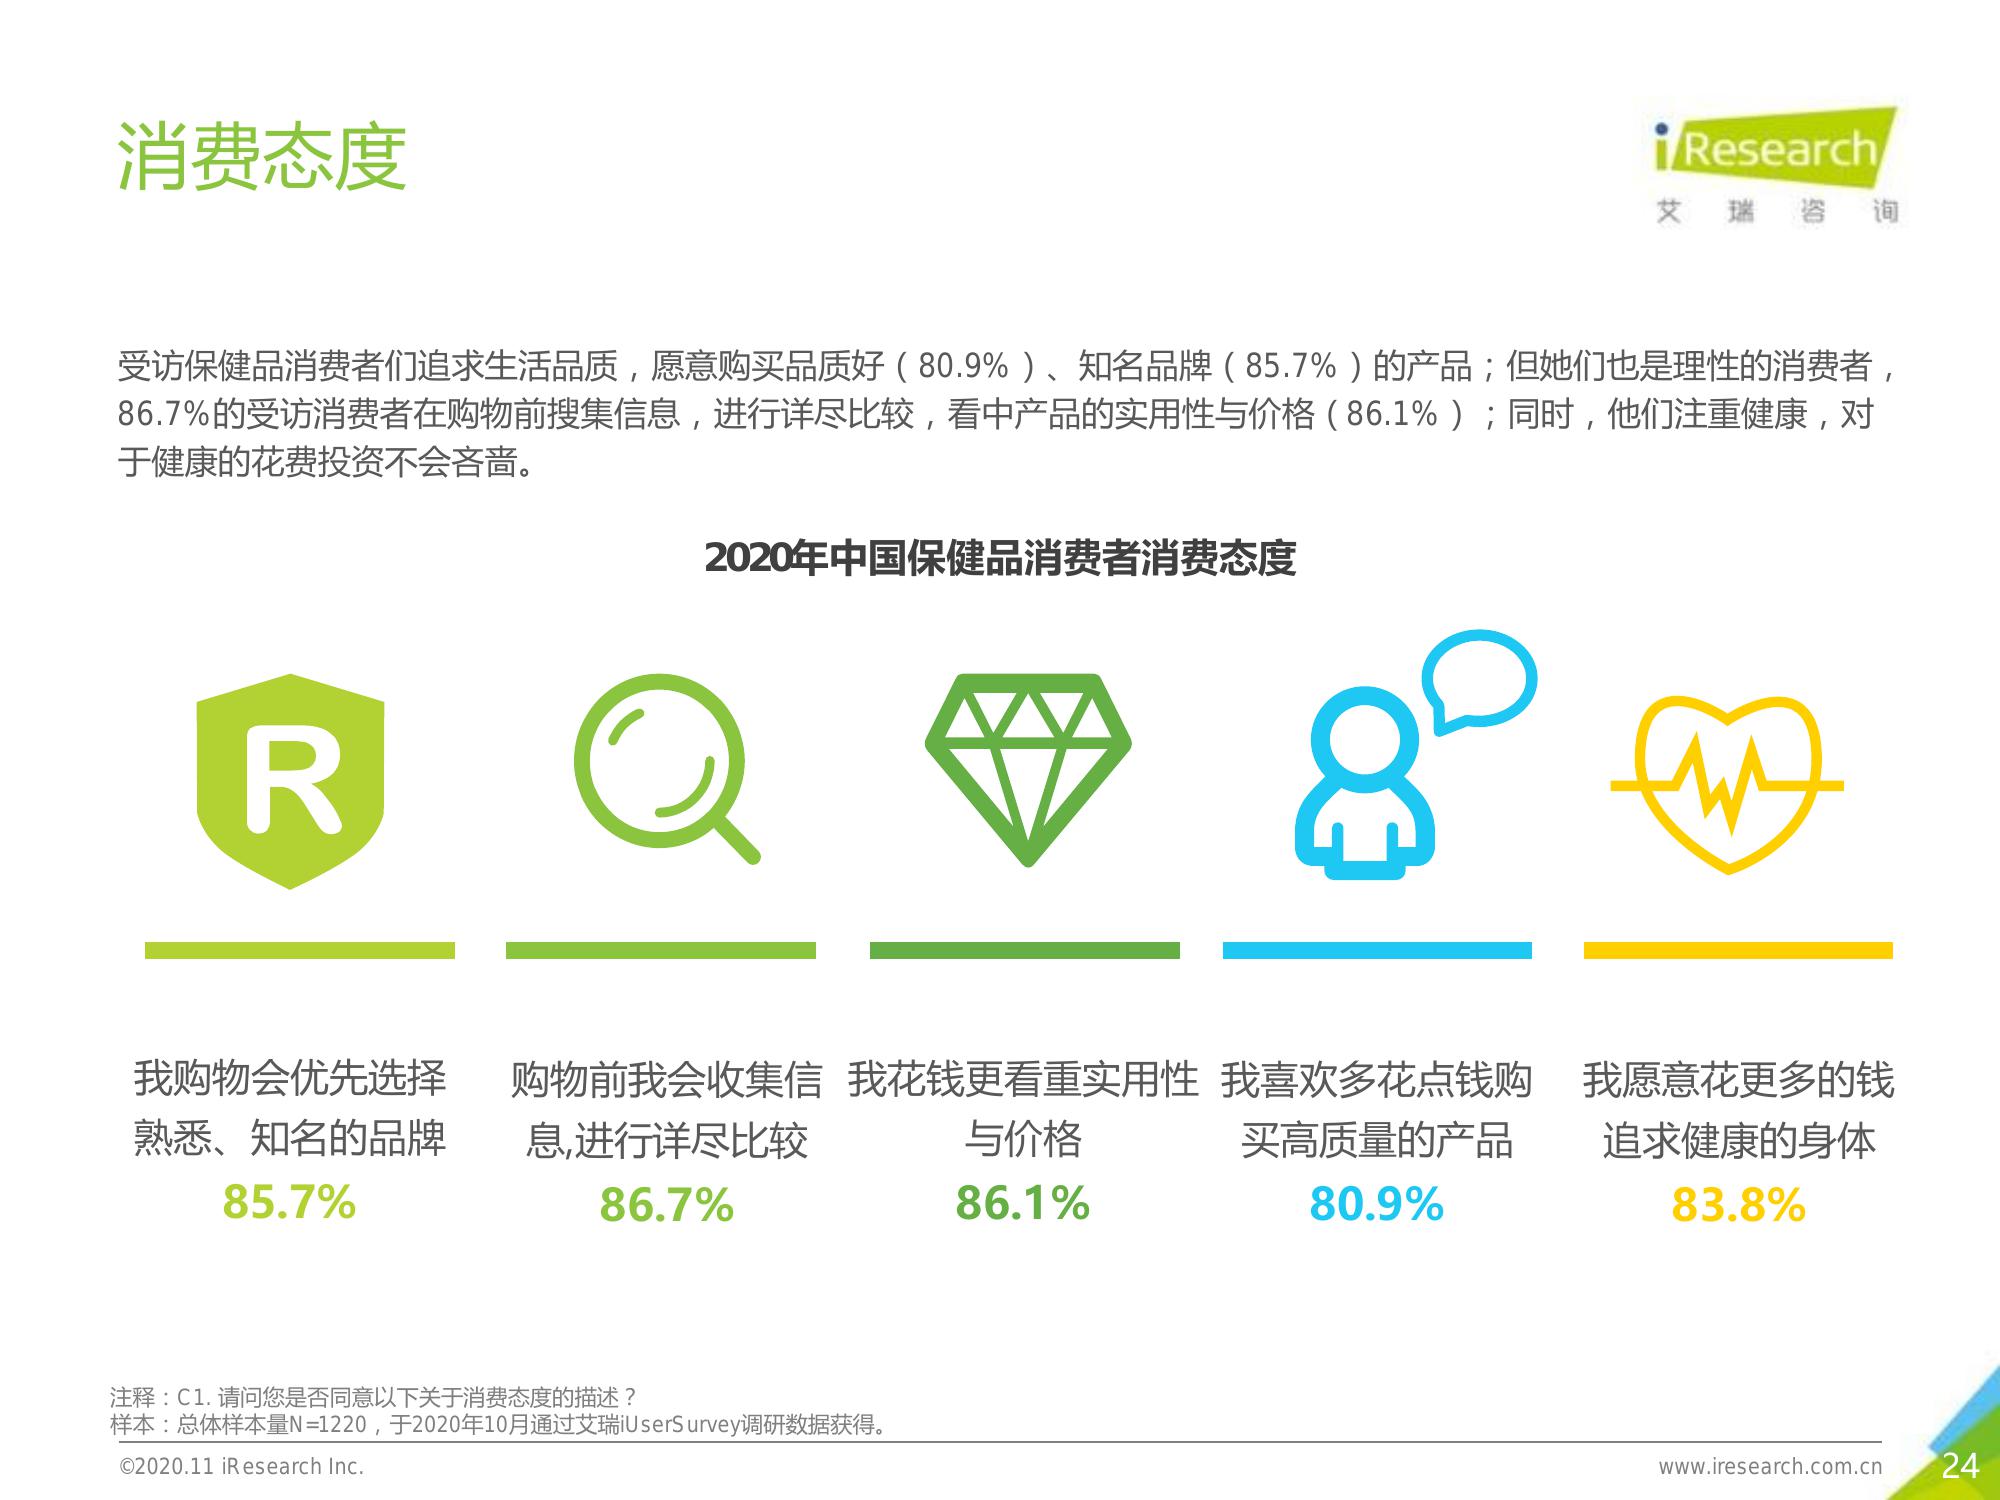 消费态度
iResearch
艾瑞咨询
受访保健品消费者们追求生活品质，愿意购买品质好（80.9%）、知名品牌（85.7%）的产品；但她们也是理性的消费者，
86.7%的受访消费者在购物前搜集信息，进行详尽比较，看中产品的实用性与价格（86.1%）；同时，他们注重健康，对
于健康的花费投资不会吝啬。
2020年中国保健品消费者消费态度
R
我购物会优先选择
熟悉、知名的品牌
85.7%
购物前我会收集信
息,进行详尽比较
86.7%
我花钱更看重实用性
与价格
86.1%
我喜欢多花点钱购
买高质量的产品
80.9%
我愿意花更多的钱
追求健康的身体
83.8%
注释：C1. 请问您是否同意以下关于消费态度的描述？
样本：总体样本量N=1220，于2020年10月通过艾瑞iUserSurvey调研数据获得。
©2020.11 iResearch Inc.
www.iresearch.com.cn
24